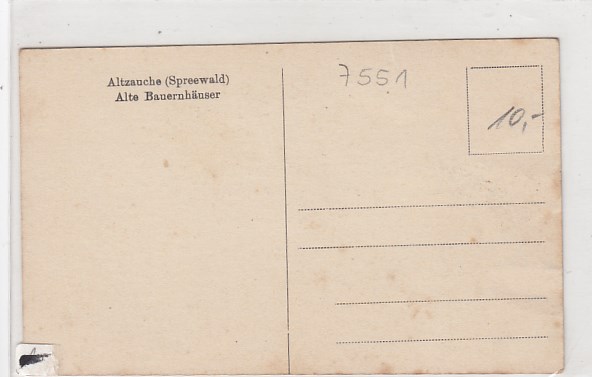 Altzauche (Spreewald)
Alte Bauernhäuser
7551
10,-